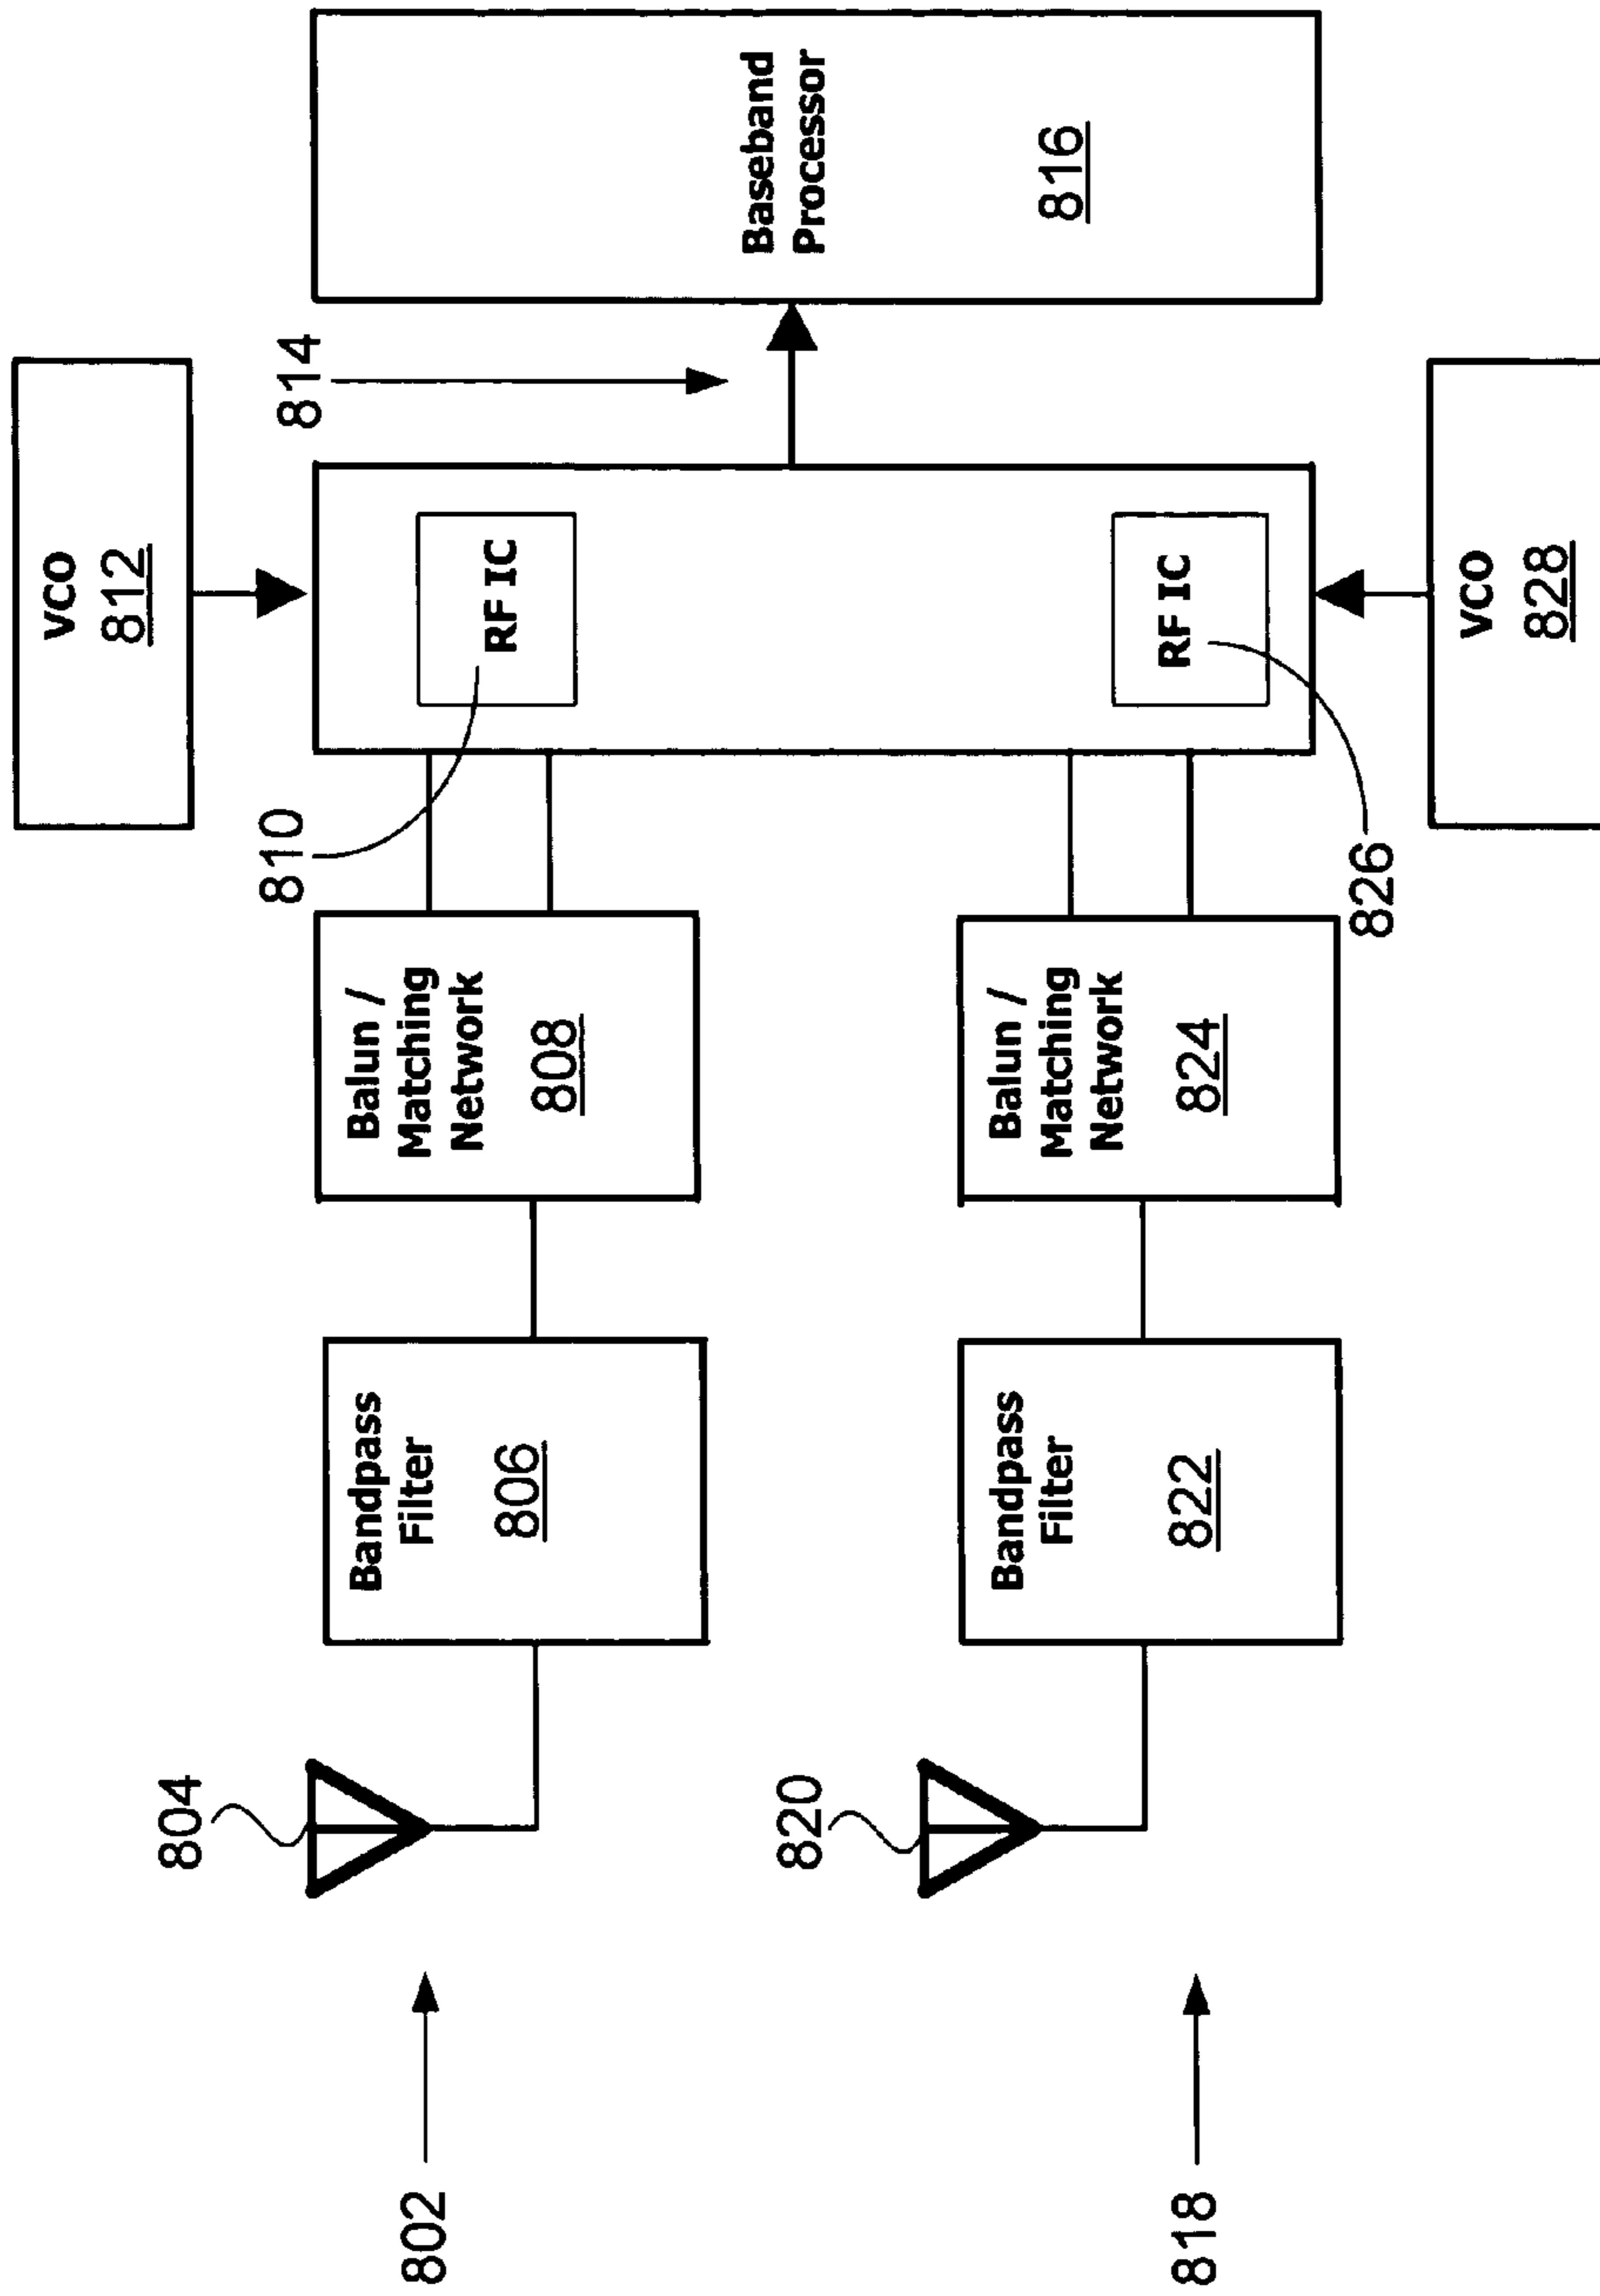 802
804
Bandpass
Filter
806
Balun /
Matching
Network
808
810
RF IC
VCO
812
814
Baseband
Processor
816
818
820
Bandpass
Filter
822
Balun /
Matching
Network
824
826
RF IC
VCO
828